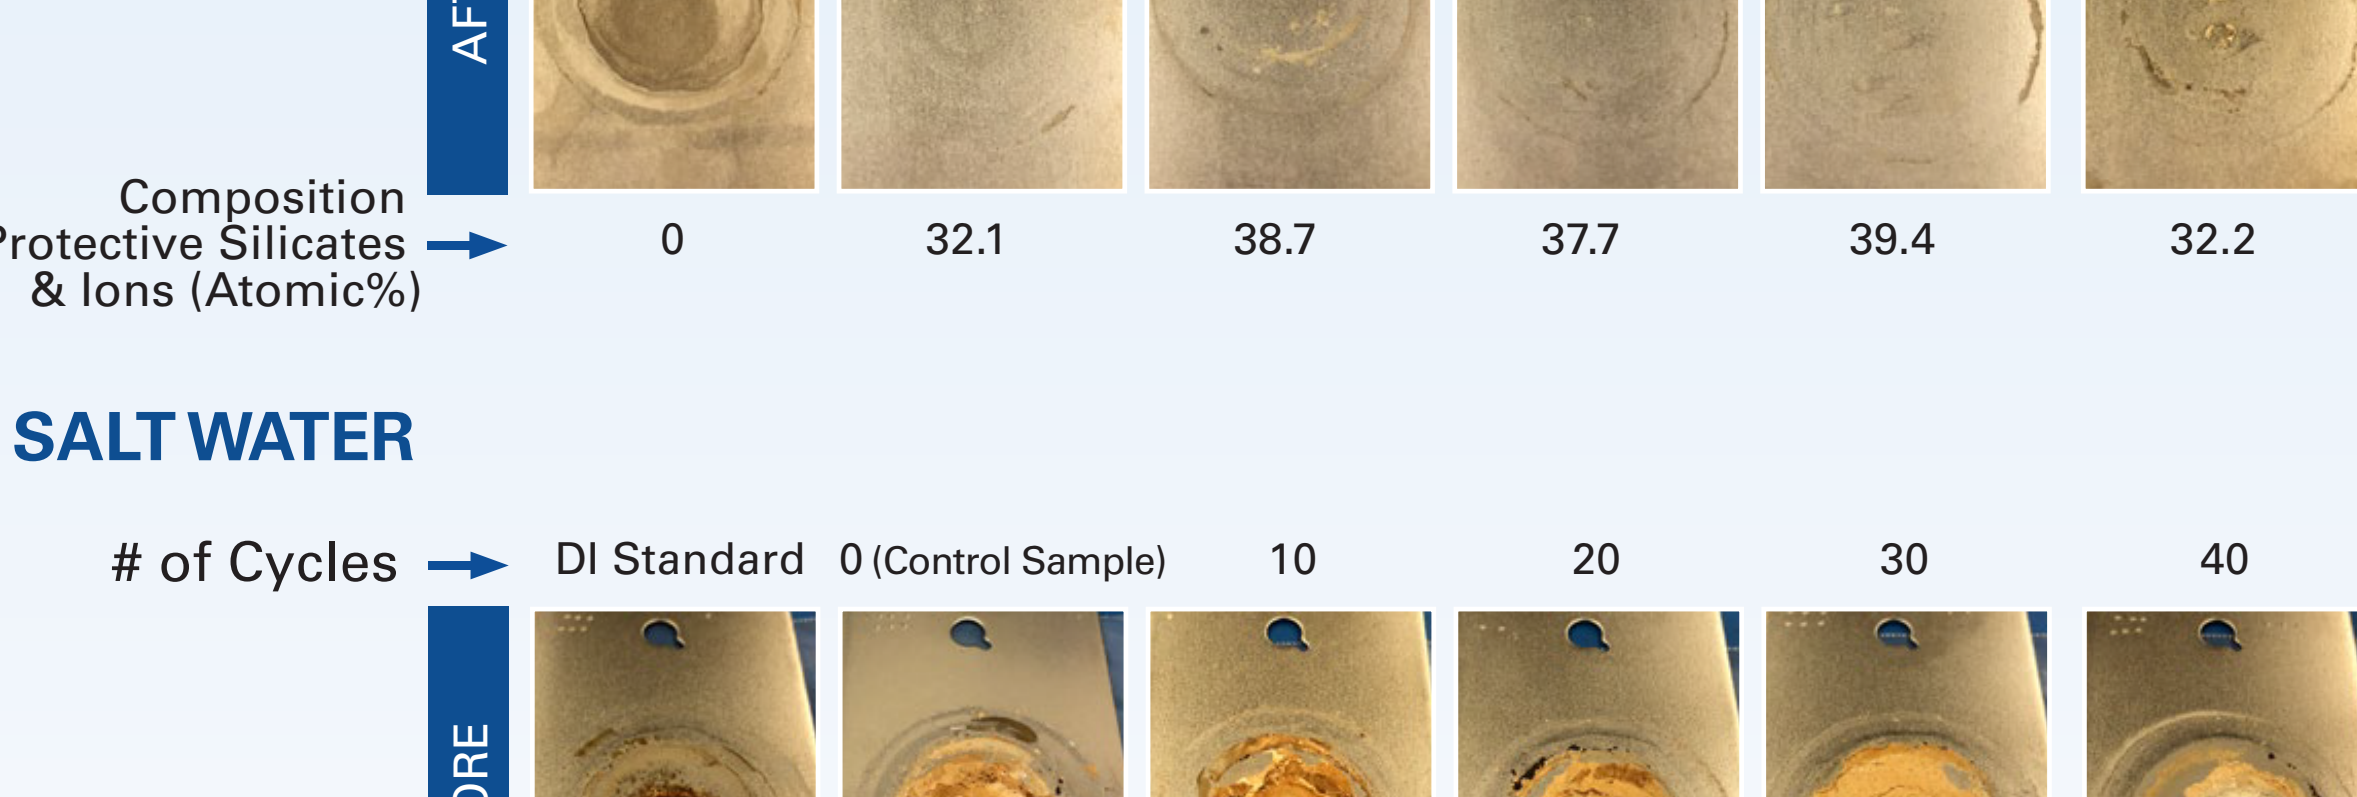 Composition
Protective Silicates
& Ions (Atomic%)
0 32.1 38.7 37.7 39.4 32.2
SALT WATER
# of Cycles DI Standard 0 (Control Sample) 10 20 30 40